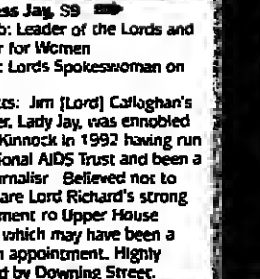 ess Jay, 59
b: Leader of the Lords and
r for Women
: Lords Spokeswoman on
ts: Jim [Lord] Callaghan's
er, Lady Jay, was ennobled
Kinnock in 1992 having run
ional AIDS Trust and been a
rnalisr Believed not to
are Lord Richard's strong
ment ro Upper House
which may have been a
n appointment. Highly
d by Downing Street.